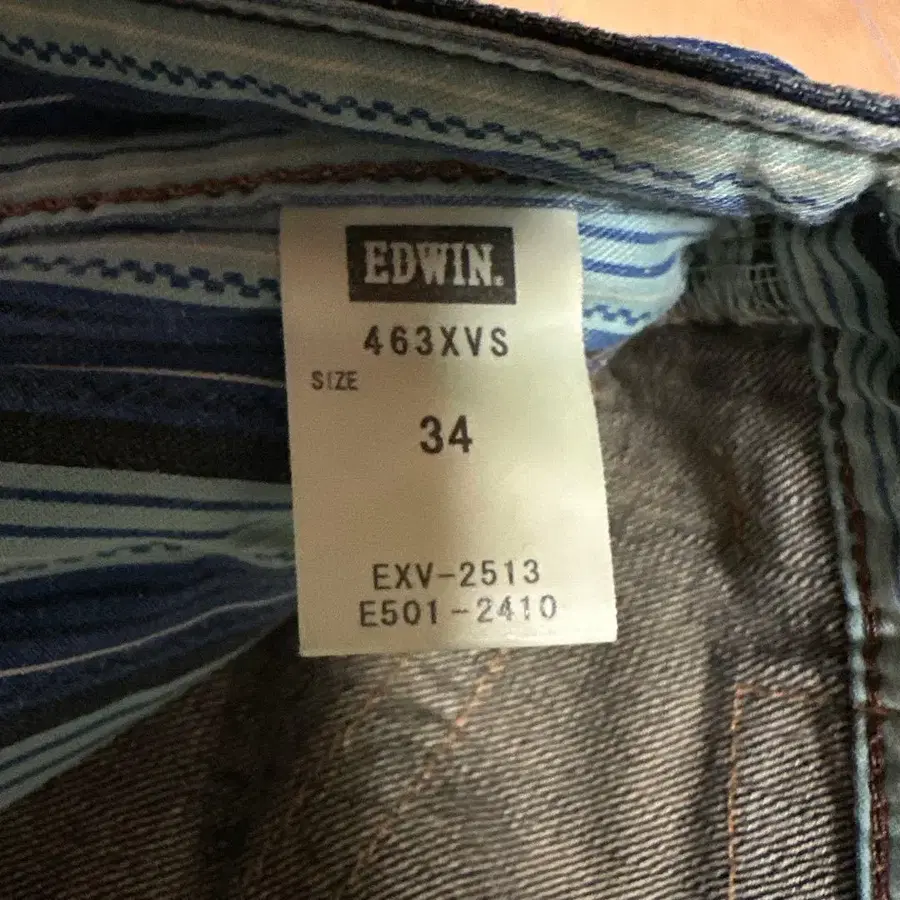 EDWIN.
463XVS
SIZE
34
EXV-2513
E501-2410